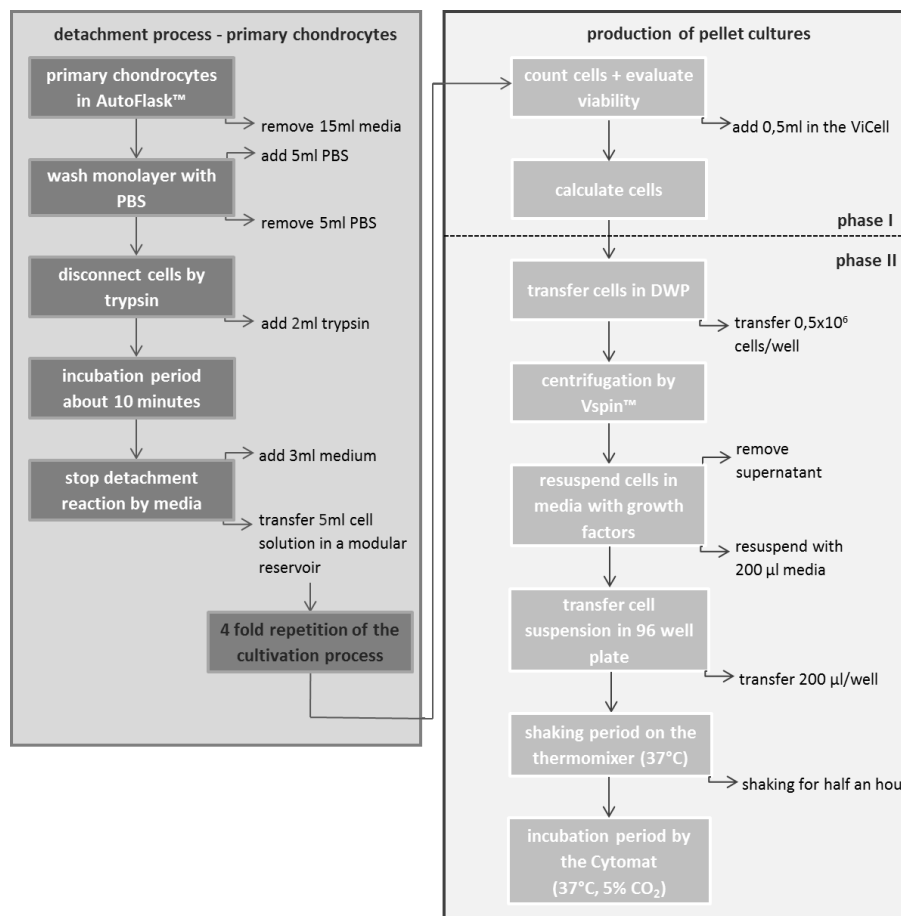 detachment process - primary chondrocytes
primary chondrocytes
in AutoFlask™
remove 15ml media
add 5ml PBS
wash monolayer with
PBS
remove 5ml PBS
disconnect cells by
trypsin
add 2ml trypsin
incubation period
about 10 minutes
add 3ml medium
stop detachment
reaction by media
transfer 5ml cell
solution in a modular
reservoir
4 fold repetition of the
cultivation process
production of pellet cultures
count cells + evaluate
viability
add 0,5ml in the ViCell
calculate cells
phase I
phase II
transfer cells in DWP
transfer 0,5x10⁶
cells/well
centrifugation by
Vspin™
remove
supernatant
resuspend cells in
media with growth
factors
resuspend with
200 µl media
transfer cell
suspension in 96 well
plate
transfer 200 µl/well
shaking period on the
thermomixer (37°C)
shaking for half an hou
incubation period by
the Cytomat
(37°C, 5% CO₂)